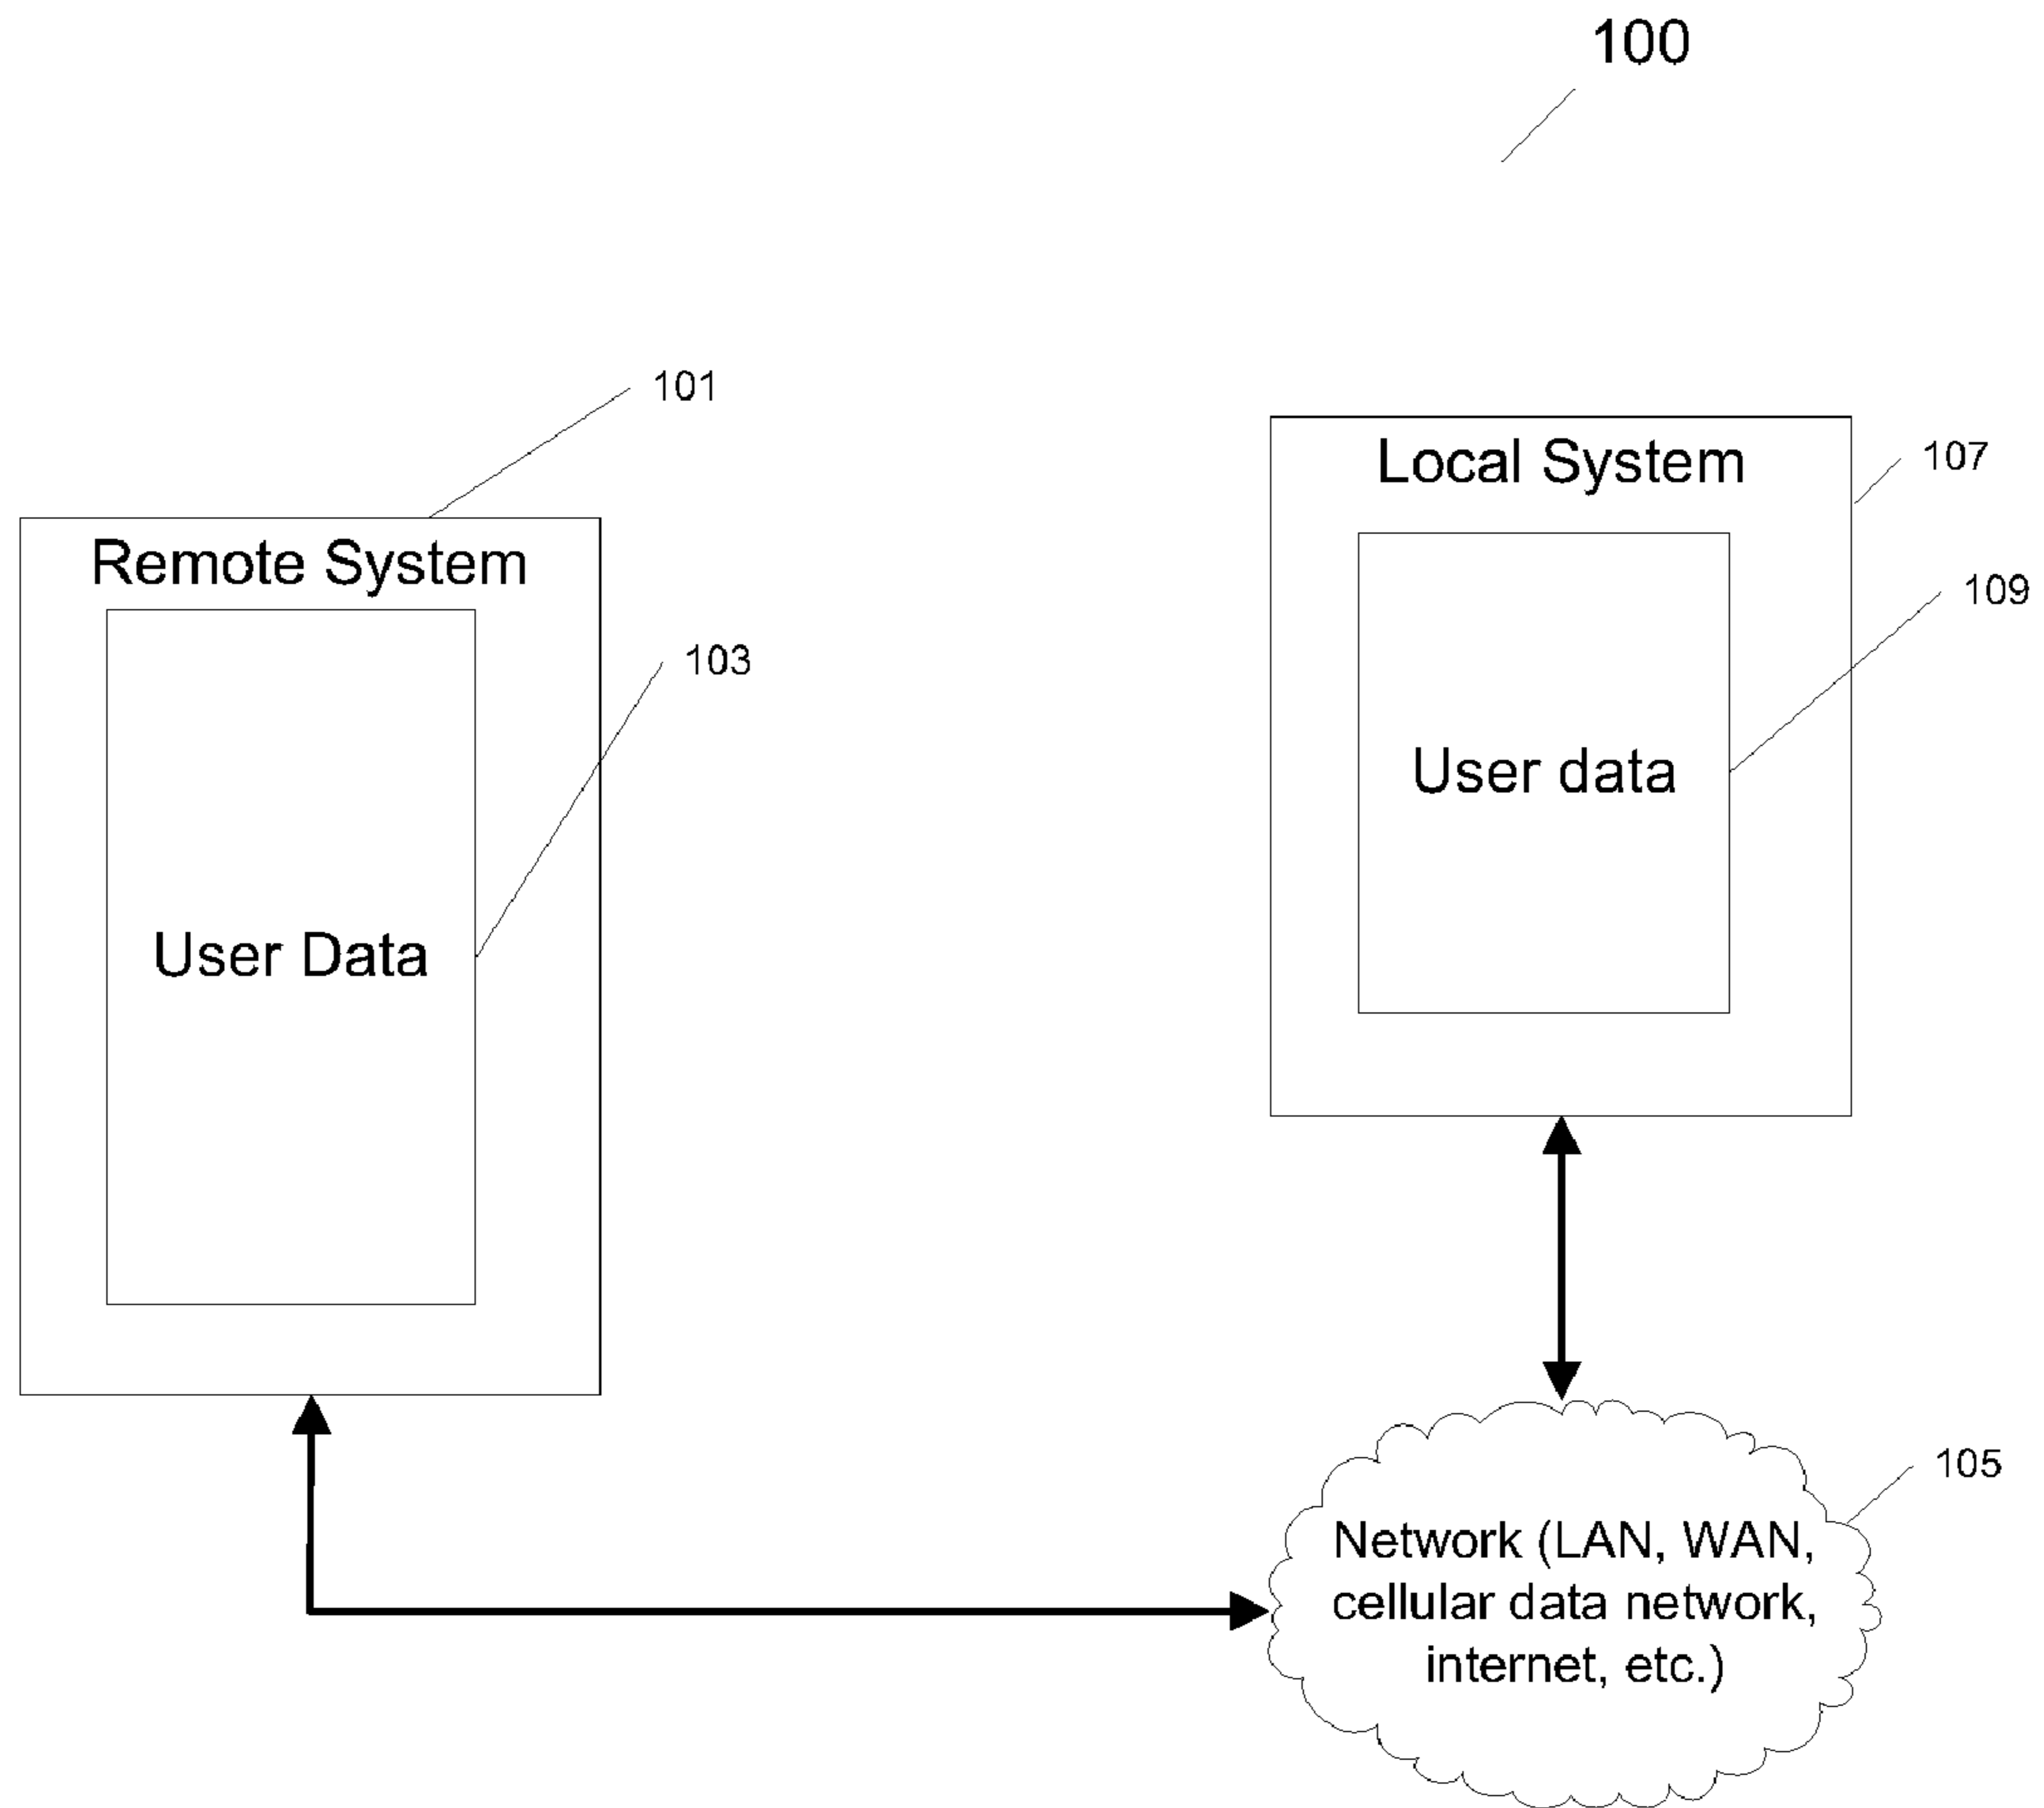 100
101
Remote System
103
User Data
Local System
107
109
User data
105
Network (LAN, WAN,
cellular data network,
internet, etc.)